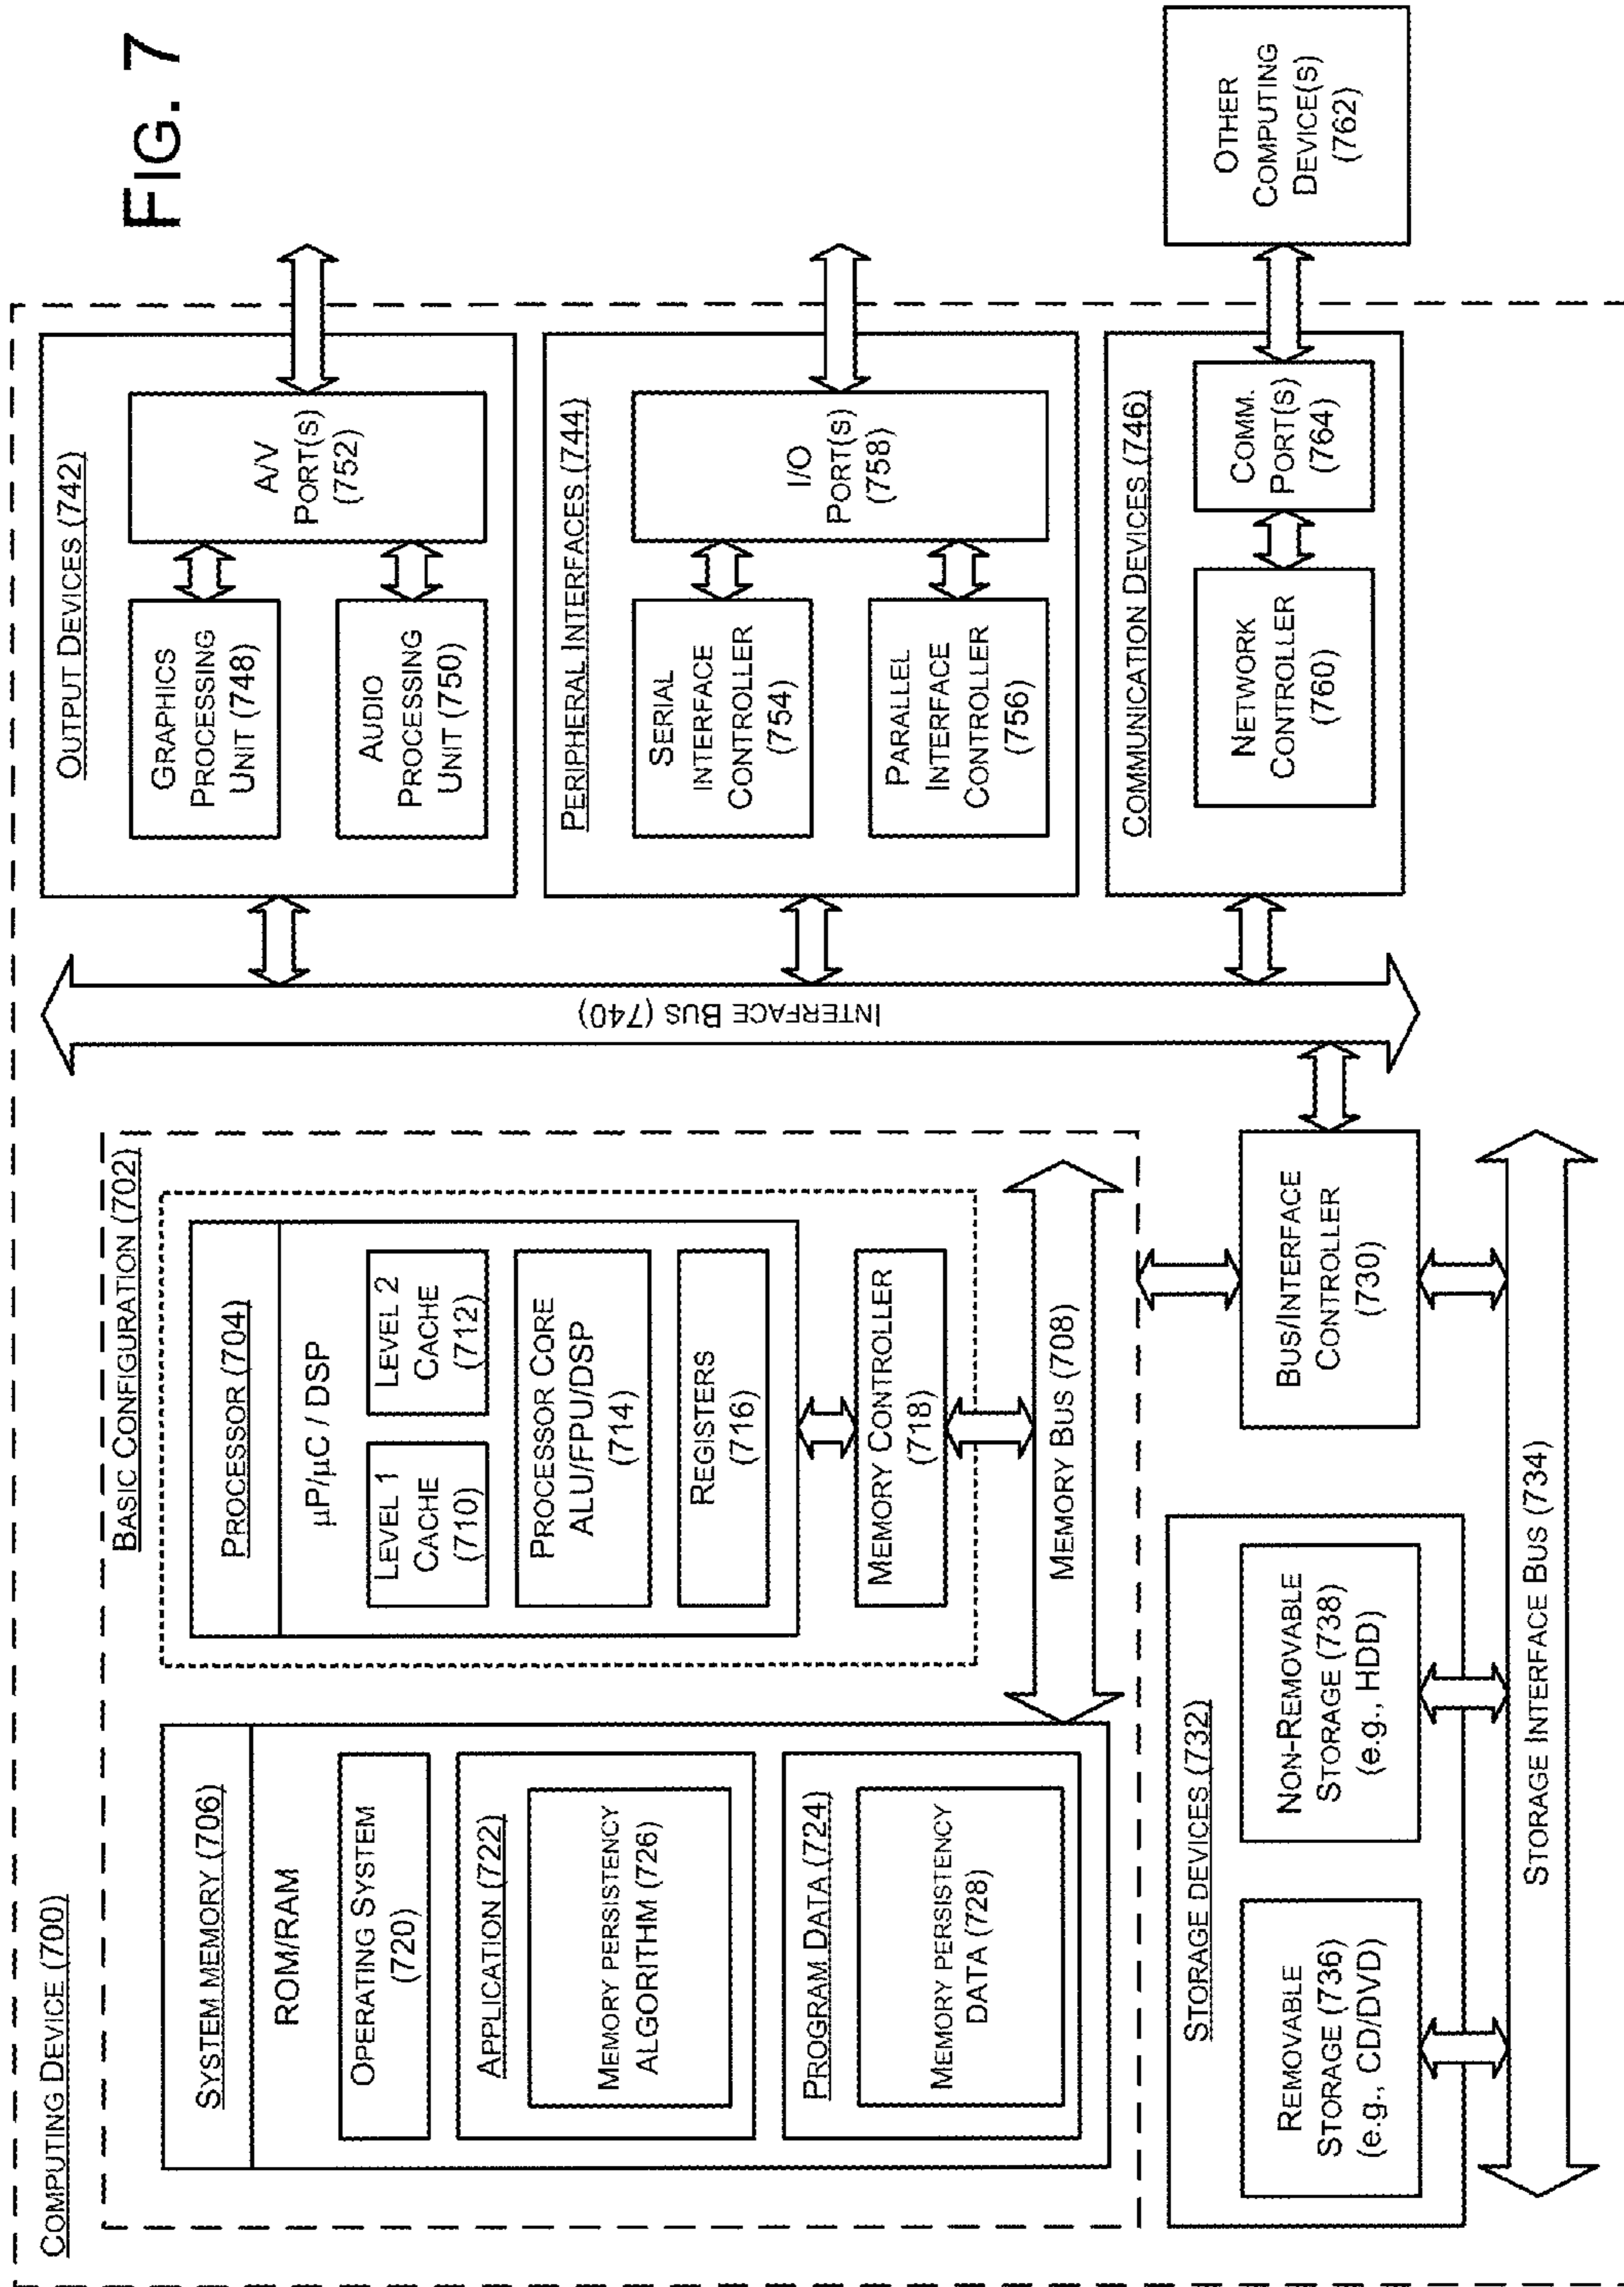 FIG. 7
COMPUTING DEVICE (700)
BASIC CONFIGURATION (702)
SYSTEM MEMORY (706)
ROM/RAM
OPERATING SYSTEM
(720)
APPLICATION (722)
MEMORY PERSISTENCY
ALGORITHM (726)
PROGRAM DATA (724)
MEMORY PERSISTENCY
DATA (728)
PROCESSOR (704)
µP/µC / DSP
LEVEL 1
CACHE
(710)
LEVEL 2
CACHE
(712)
PROCESSOR CORE
ALU/FPU/DSP
(714)
REGISTERS
(716)
MEMORY CONTROLLER
(718)
MEMORY BUS (708)
BUS/INTERFACE
CONTROLLER
(730)
STORAGE DEVICES (732)
REMOVABLE
STORAGE (736)
(e.g., CD/DVD)
NON-REMOVABLE
STORAGE (738)
(e.g., HDD)
STORAGE INTERFACE BUS (734)
INTERFACE BUS (740)
OUTPUT DEVICES (742)
GRAPHICS
PROCESSING
UNIT (748)
AUDIO
PROCESSING
UNIT (750)
A/V
PORT(S)
(752)
PERIPHERAL INTERFACES (744)
SERIAL
INTERFACE
CONTROLLER
(754)
PARALLEL
INTERFACE
CONTROLLER
(756)
I/O
PORT(S)
(758)
COMMUNICATION DEVICES (746)
NETWORK
CONTROLLER
(760)
COMM.
PORT(S)
(764)
OTHER
COMPUTING
DEVICE(S)
(762)